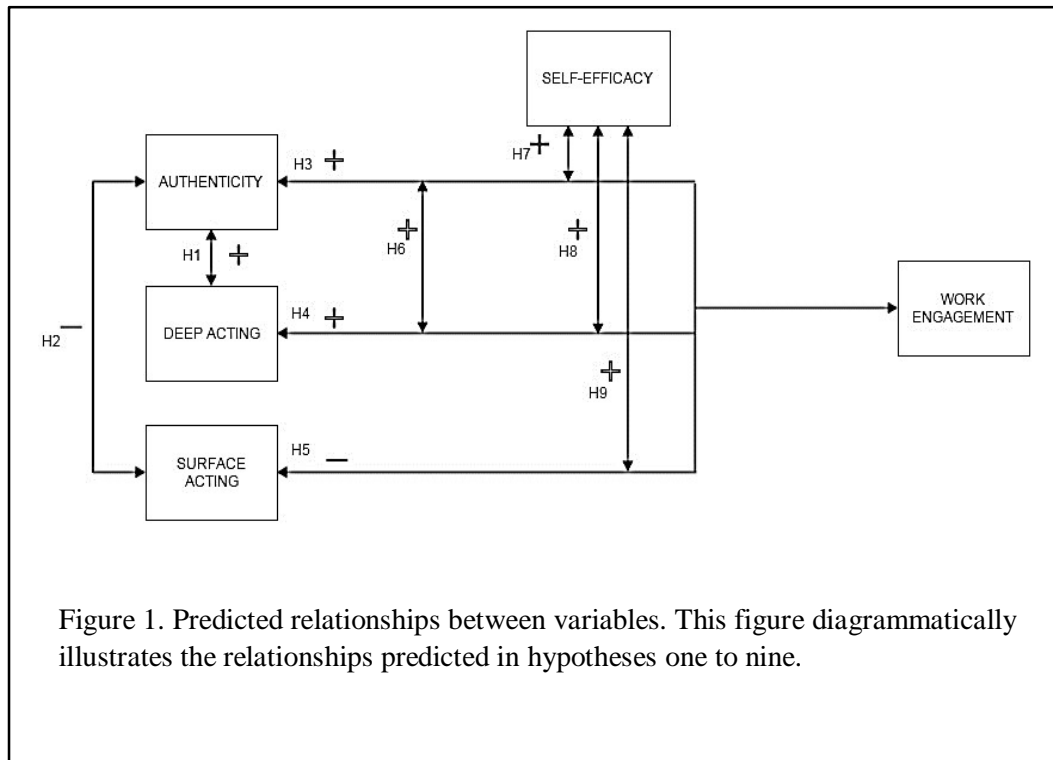 SELF-EFFICACY
H7 +
H3 +
AUTHENTICITY
H1 +
H6 +
H8 +
H4 +
DEEP ACTING
WORK
ENGAGEMENT
H2 —
H9 +
H5 —
SURFACE
ACTING
Figure 1. Predicted relationships between variables. This figure diagrammatically
illustrates the relationships predicted in hypotheses one to nine.